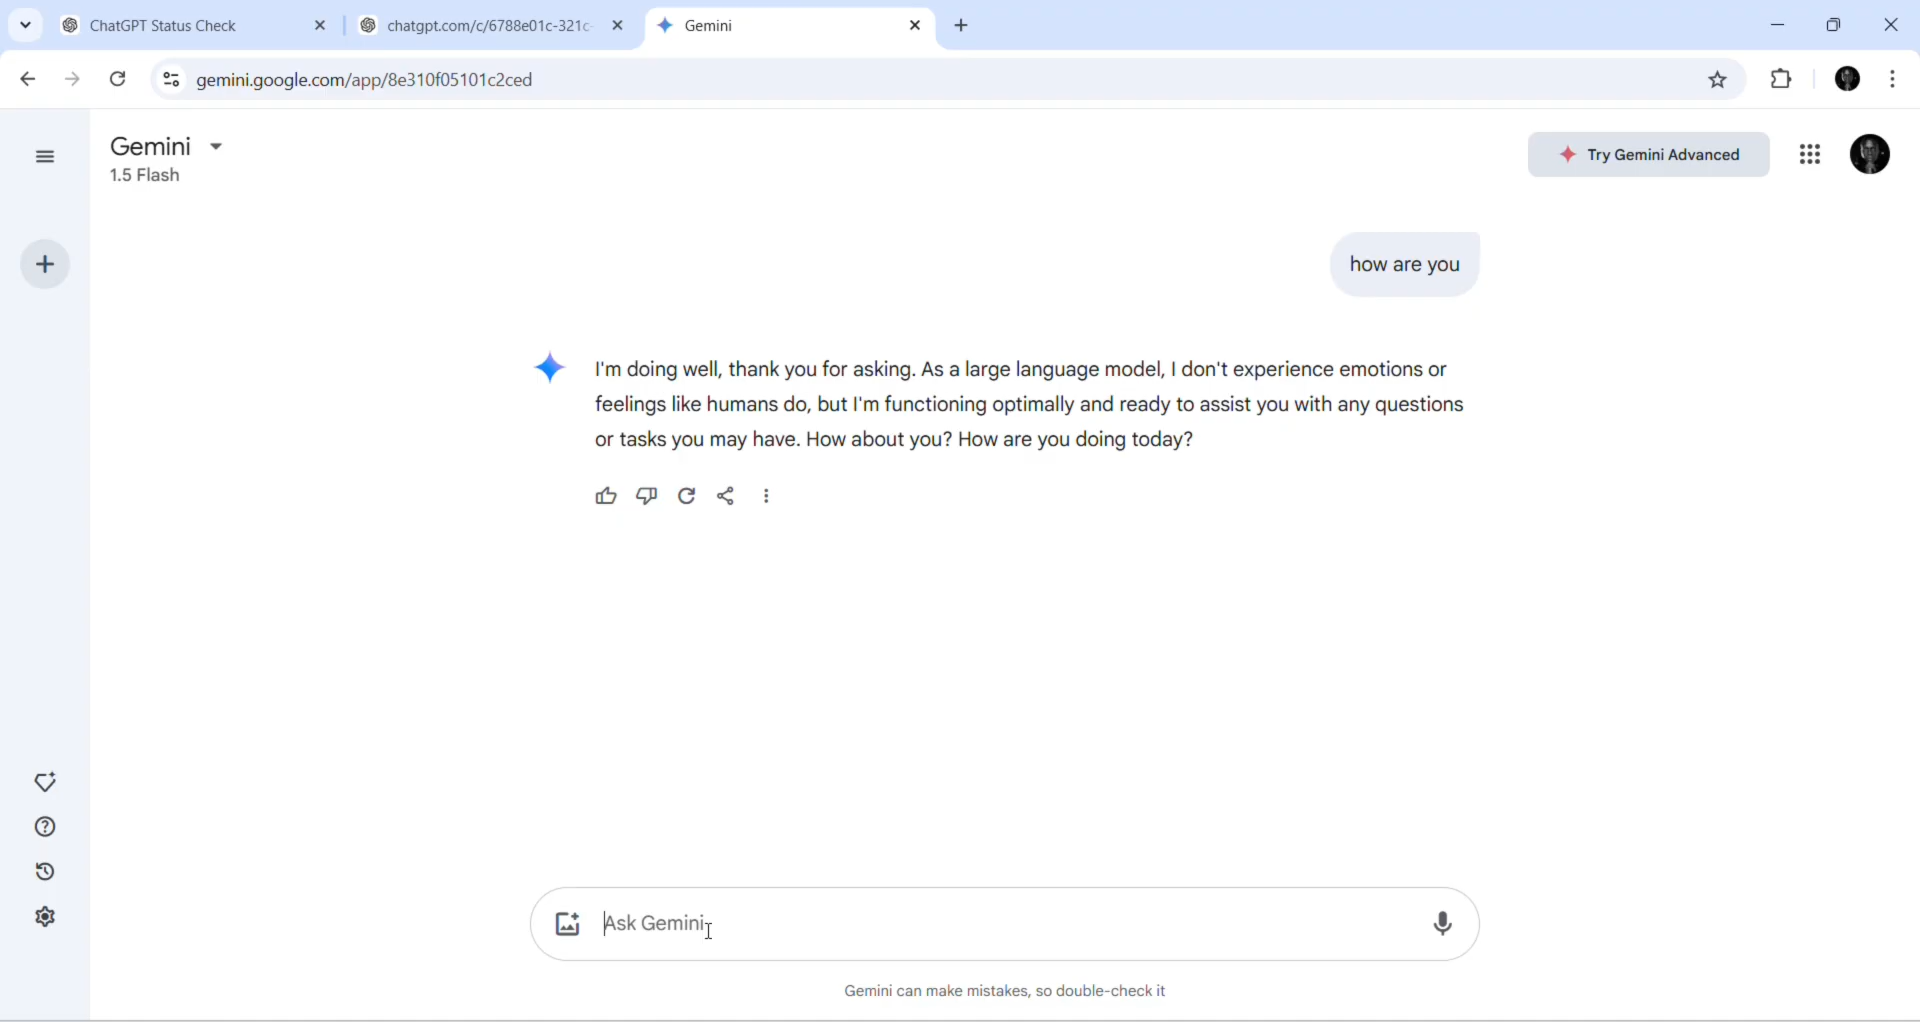 ChatGPT Status Check
chatgpt.com/c/6788e01c-321c-
Gemini
gemini.google.com/app/8e310f05101c2ced
Gemini
1.5 Flash
Try Gemini Advanced
how are you
I'm doing well, thank you for asking. As a large language model, I don't experience emotions or
feelings like humans do, but I'm functioning optimally and ready to assist you with any questions
or tasks you may have. How about you? How are you doing today?
Ask Gemini
Gemini can make mistakes, so double-check it